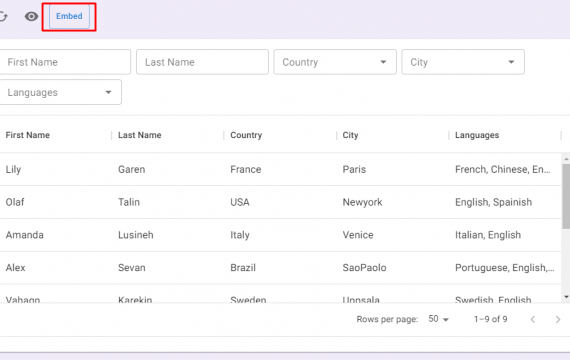 Embed
First Name Last Name Country City
Languages
First Name Last Name Country City Languages
Lily Garen France Paris French, Chinese, En...
Olaf Talin USA Newyork English, Spainish
Amanda Lusineh Italy Venice Italian, English
Alex Sevan Brazil SaoPaolo Portuguese, English,...
Vahagn Karekin Sweden Uppsala Swedish, English
Rows per page: 50 1–9 of 9